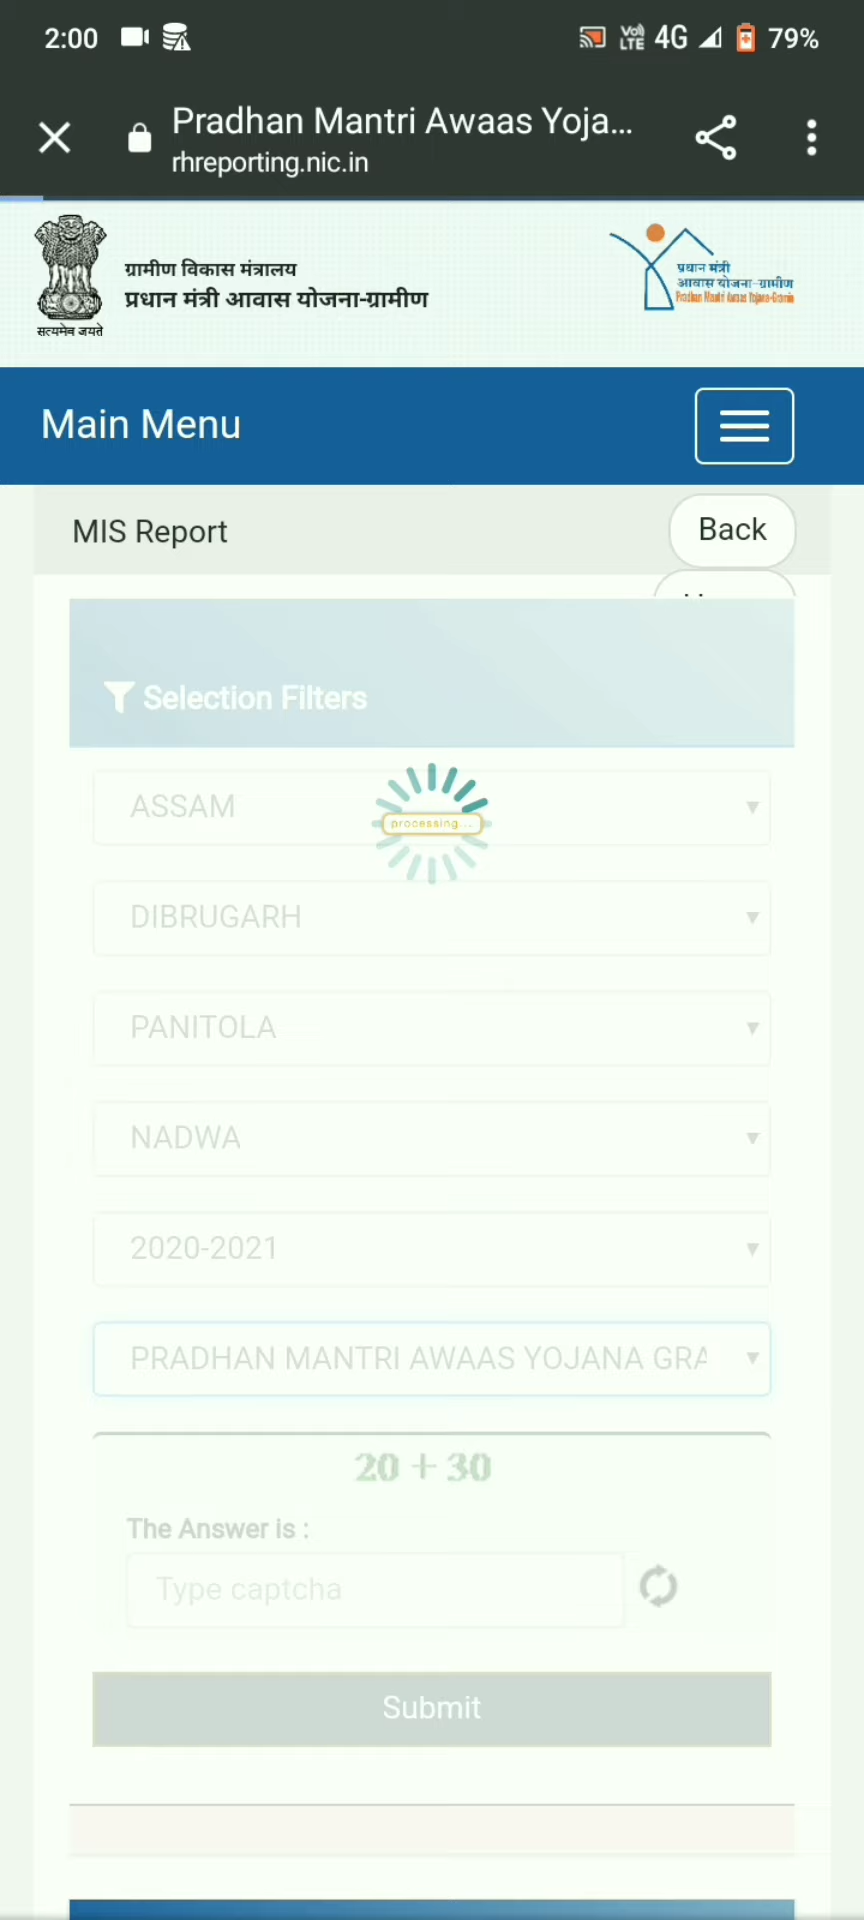 2:00
Vo)) LTE 4G 79%
Pradhan Mantri Awaas Yoja...
rhreporting.nic.in
सत्यमेव जयते
ग्रामीण विकास मंत्रालय
प्रधान मंत्री आवास योजना-ग्रामीण
प्रधान मंत्री
आवास योजना-ग्रामीण
Pradhan Mantri Awaas Yojana-Gramin
Main Menu
MIS Report
Back
Selection Filters
ASSAM
processing...
DIBRUGARH
PANITOLA
NADWA
2020-2021
PRADHAN MANTRI AWAAS YOJANA GRA
20 + 30
The Answer is :
Type captcha
Submit